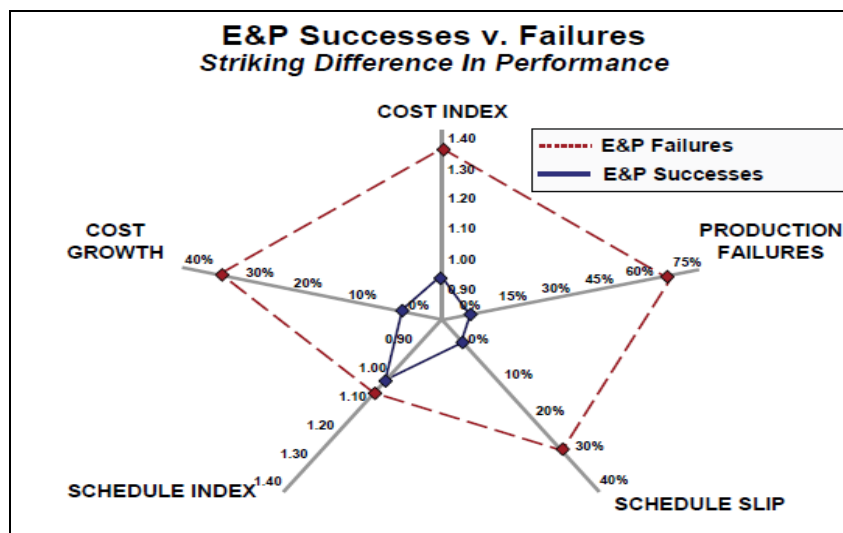 E&P Successes v. Failures
Striking Difference In Performance
COST INDEX
1.40
1.30
1.20
1.10
1.00
0.90
E&P Failures
E&P Successes
COST
GROWTH
40%
30%
20%
10%
0%
PRODUCTION
FAILURES
0%
15%
30%
45%
60%
75%
0.90
1.00
1.10
1.20
1.30
1.40
SCHEDULE INDEX
0%
10%
20%
30%
40%
SCHEDULE SLIP